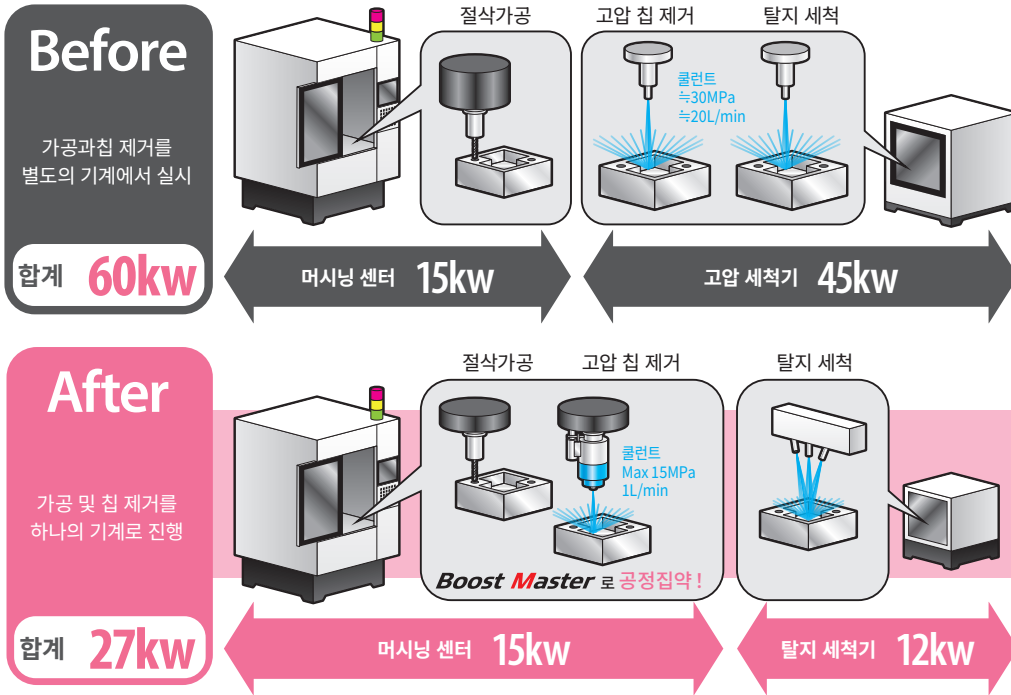 Before
가공과칩 제거를
별도의 기계에서 실시
합계 60kw
절삭가공
고압 칩 제거
탈지 세척
쿨런트
≒30MPa
≒20L/min
머시닝 센터 15kw
고압 세척기 45kw
After
가공 및 칩 제거를
하나의 기계로 진행
합계 27kw
절삭가공
고압 칩 제거
탈지 세척
쿨런트
Max 15MPa
1L/min
Boost Master 로 공정집약 !
머시닝 센터 15kw
탈지 세척기 12kw